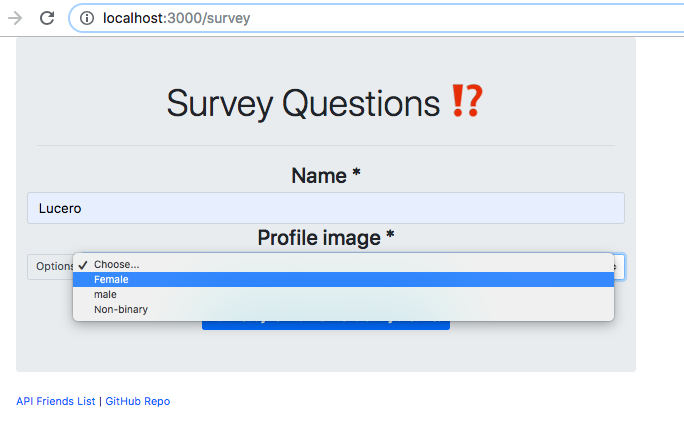 localhost:3000/survey
Survey Questions ⁉️
Name *
Lucero
Profile image *
Options
✓ Choose...
Female
male
Non-binary
API Friends List | GitHub Repo